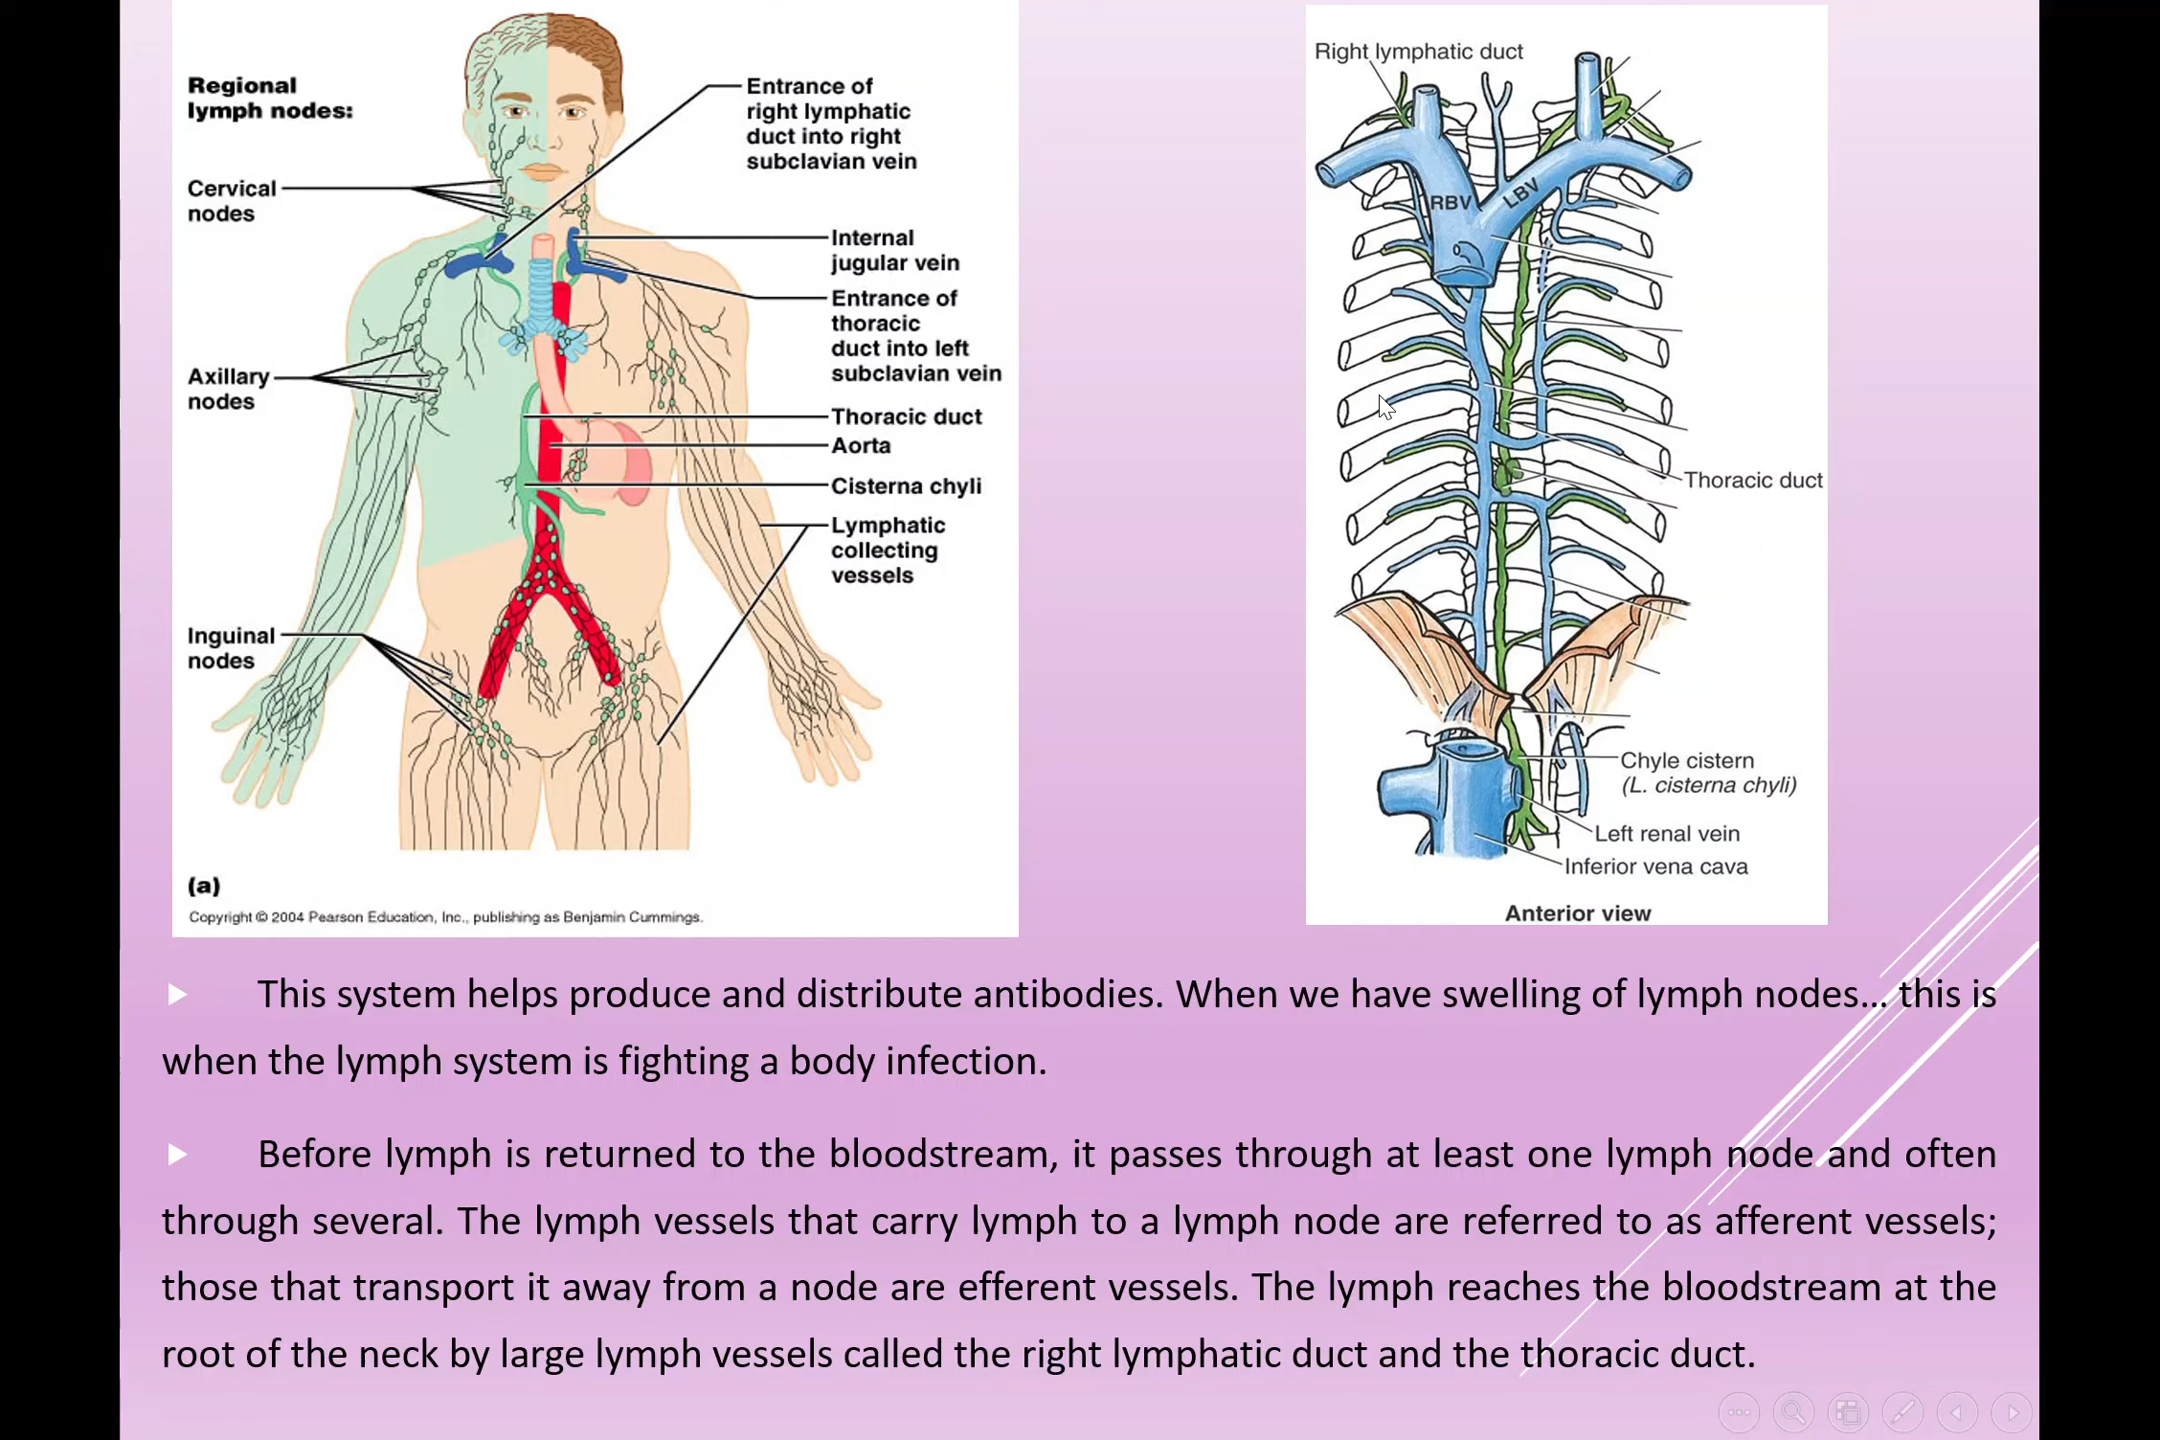 Regional
lymph nodes:
Cervical
nodes
Axillary
nodes
Inguinal
nodes
Entrance of
right lymphatic
duct into right
subclavian vein
Internal
jugular vein
Entrance of
thoracic
duct into left
subclavian vein
Thoracic duct
Aorta
Cisterna chyli
Lymphatic
collecting
vessels
(a)
Copyright © 2004 Pearson Education, Inc., publishing as Benjamin Cummings.
Right lymphatic duct
RBV
LBV
Thoracic duct
Chyle cistern
(L. cisterna chyli)
Left renal vein
Inferior vena cava
Anterior view
This system helps produce and distribute antibodies. When we have swelling of lymph nodes... this is
when the lymph system is fighting a body infection.
Before lymph is returned to the bloodstream, it passes through at least one lymph node and often
through several. The lymph vessels that carry lymph to a lymph node are referred to as afferent vessels;
those that transport it away from a node are efferent vessels. The lymph reaches the bloodstream at the
root of the neck by large lymph vessels called the right lymphatic duct and the thoracic duct.